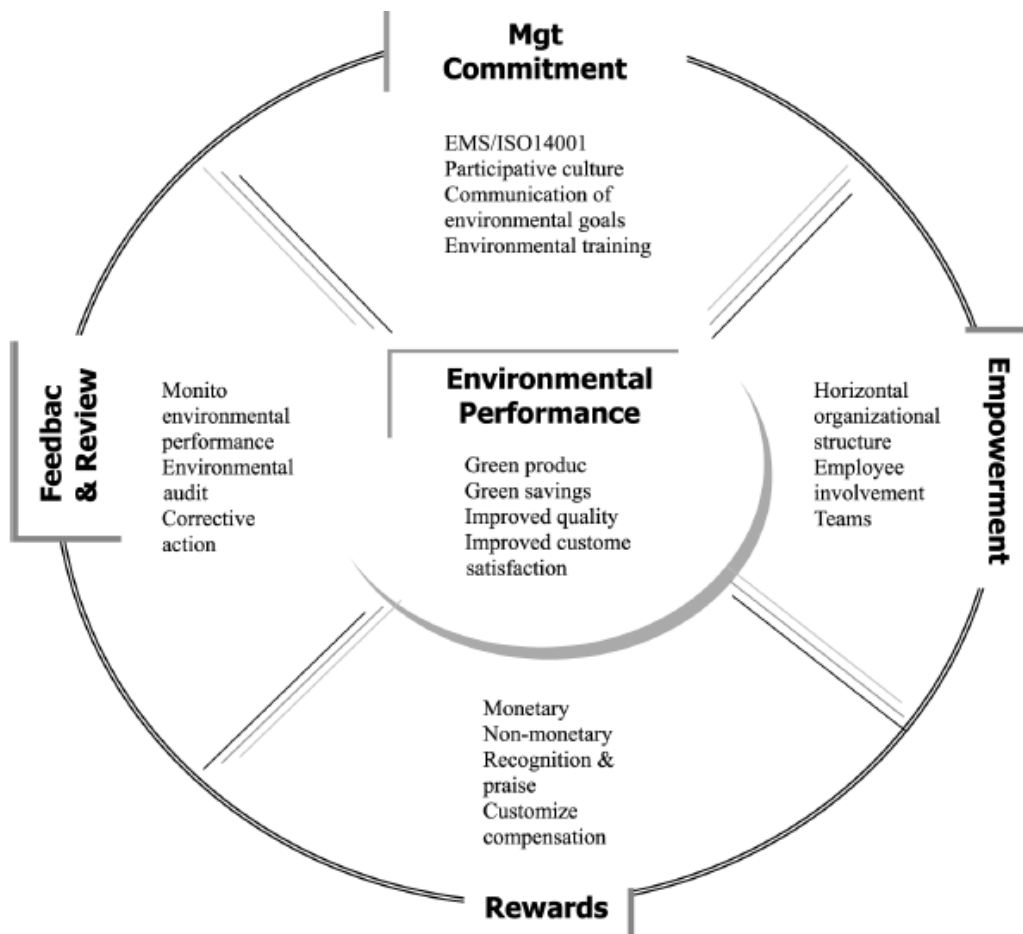 Mgt
Commitment
EMS/ISO14001
Participative culture
Communication of
environmental goals
Environmental training
Feedbac
& Review
Monito
environmental
performance
Environmental
audit
Corrective
action
Environmental
Performance
Green produc
Green savings
Improved quality
Improved custome
satisfaction
Horizontal
organizational
structure
Employee
involvement
Teams
Empowerment
Monetary
Non-monetary
Recognition &
praise
Customize
compensation
Rewards